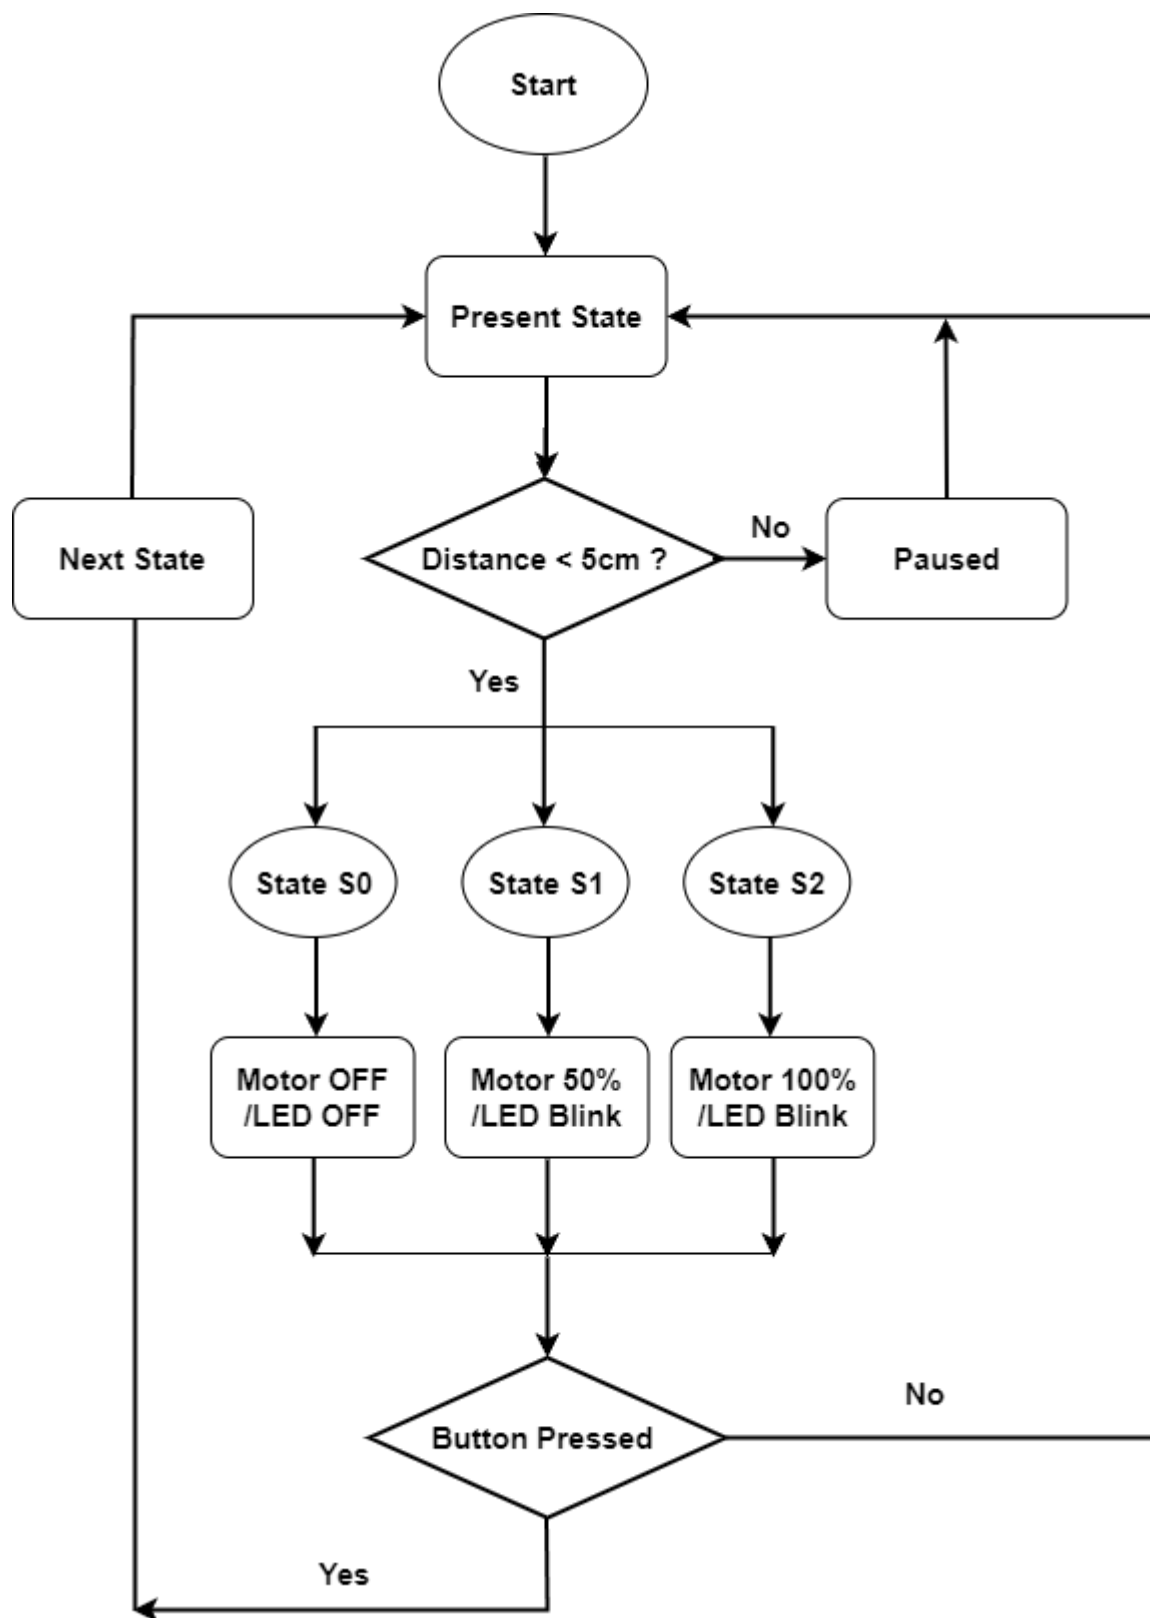 Start
Present State
Next State
Distance < 5cm ?
No
Paused
Yes
State S0
State S1
State S2
Motor OFF
/LED OFF
Motor 50%
/LED Blink
Motor 100%
/LED Blink
Button Pressed
No
Yes